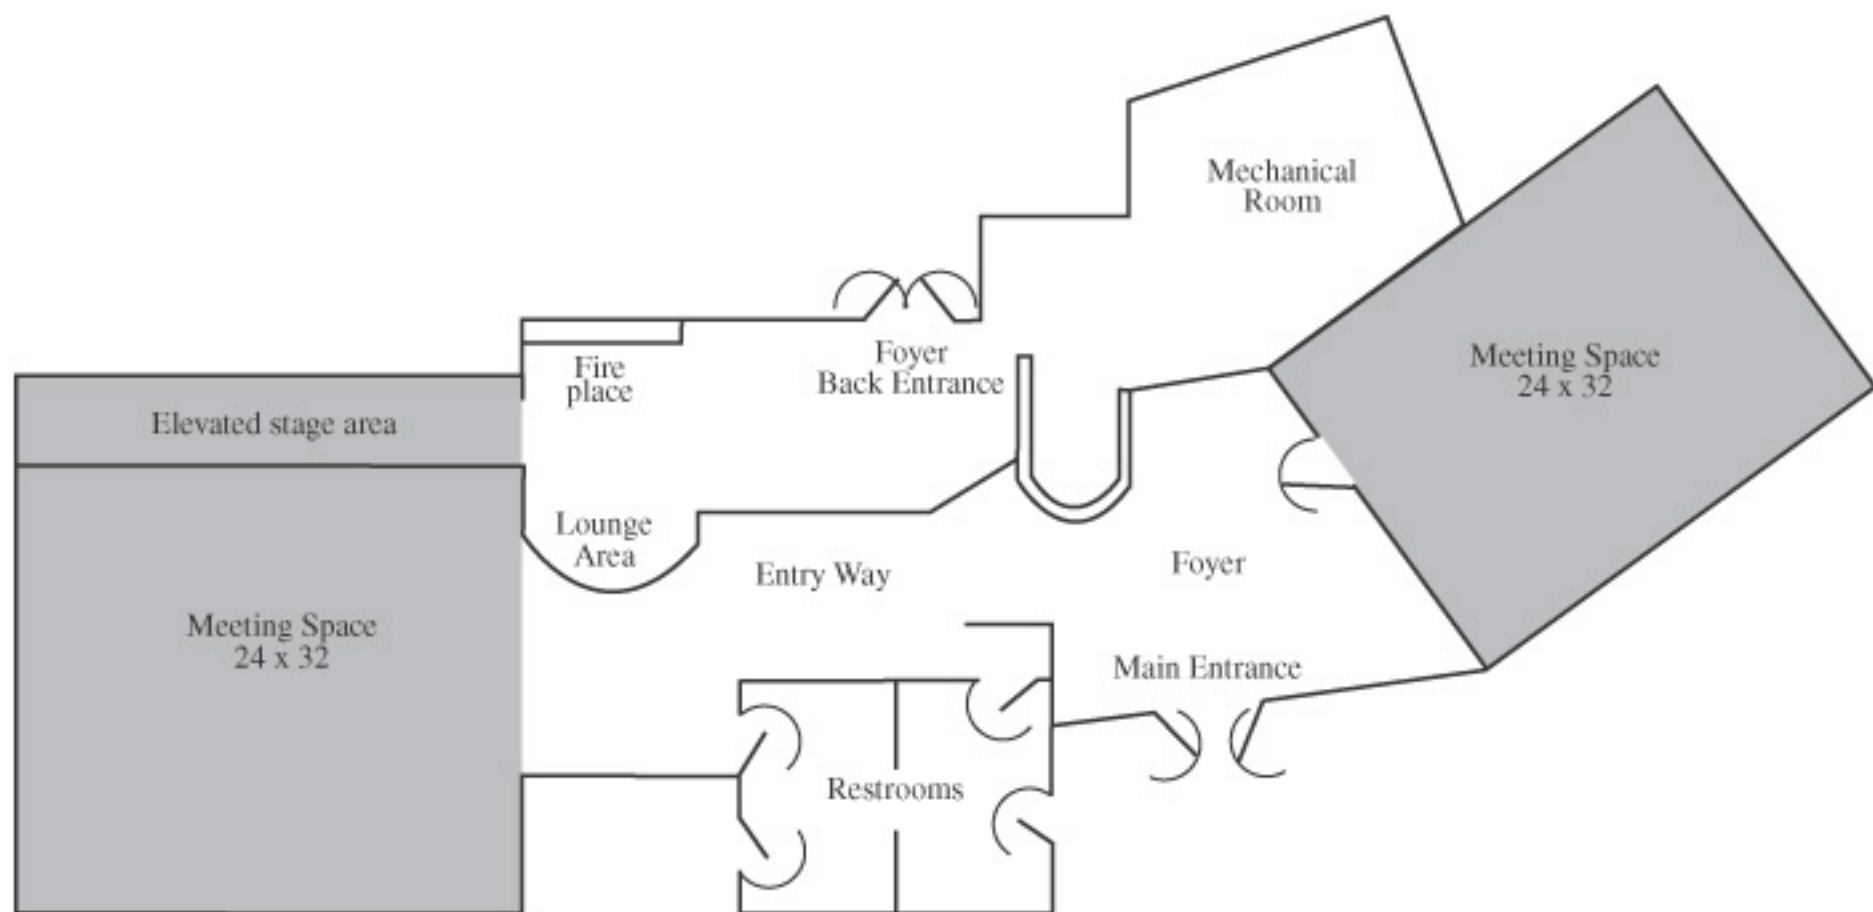 Mechanical
Room
Meeting Space
24 x 32
Foyer
Back Entrance
Fire
place
Elevated stage area
Lounge
Area
Entry Way
Foyer
Meeting Space
24 x 32
Main Entrance
Restrooms